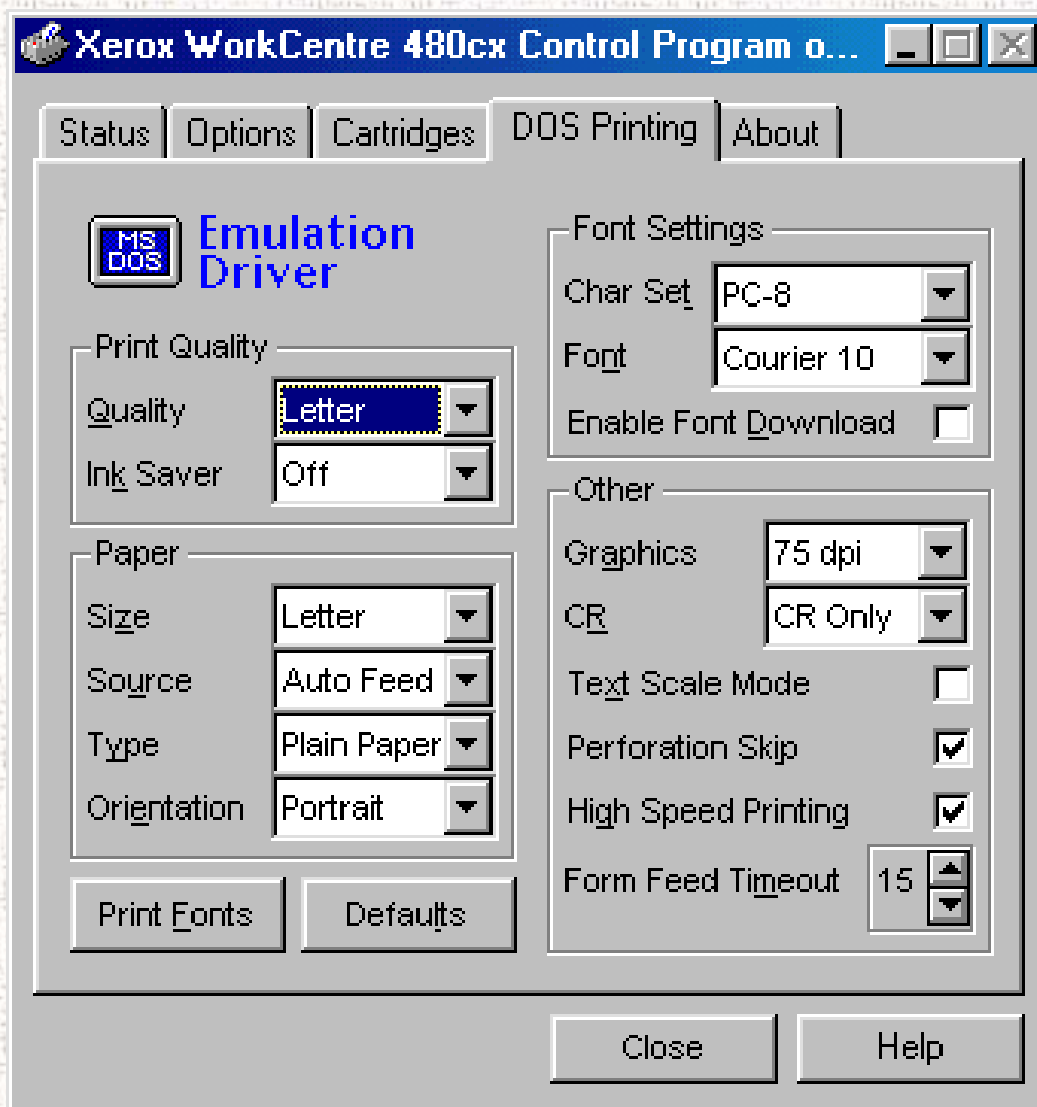 Xerox WorkCentre 480cx Control Program o...
Status Options Cartridges DOS Printing About
MS
DOS
Emulation
Driver
Print Quality
Quality Letter
Ink Saver Off
Paper
Size Letter
Source Auto Feed
Type Plain Paper
Orientation Portrait
Print Fonts Defaults
Font Settings
Char Set PC-8
Font Courier 10
Enable Font Download
Other
Graphics 75 dpi
CR CR Only
Text Scale Mode
Perforation Skip
High Speed Printing
Form Feed Timeout 15
Close Help